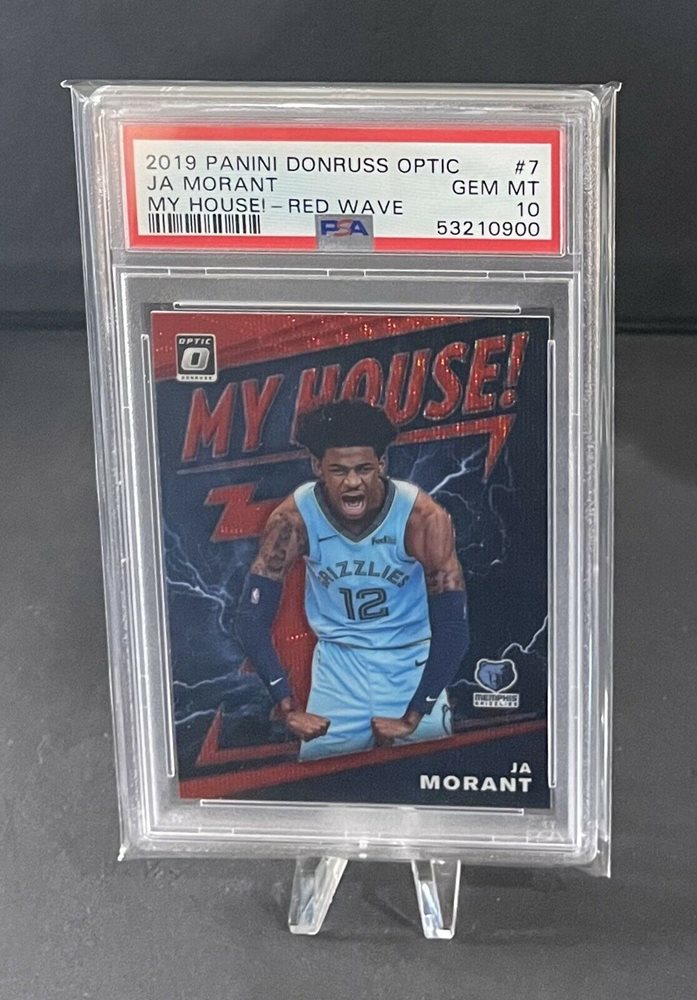 2019 PANINI DONRUSS OPTIC #7
JA MORANT GEM MT
MY HOUSE!-RED WAVE 10
PSA 53210900
OPTIC
DONRUSS
MY HOUSE!
FedEx
GRIZZLIES
12
MEMPHIS
GRIZZLIES
JA
MORANT